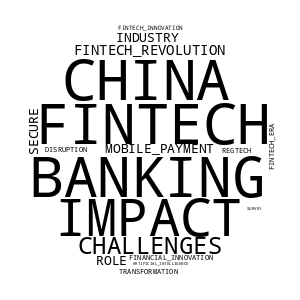 FINTECH_INNOVATION
INDUSTRY
FINTECH_REVOLUTION
CHINA
FINTECH
SECURE
FINTECH_ERA
DISRUPTION
MOBILE_PAYMENT
REGTECH
BANKING
IMPACT
SURVEY
CHALLENGES
ROLE
FINANCIAL_INNOVATION
ARTIFICIAL_INTELLIGENCE
TRANSFORMATION